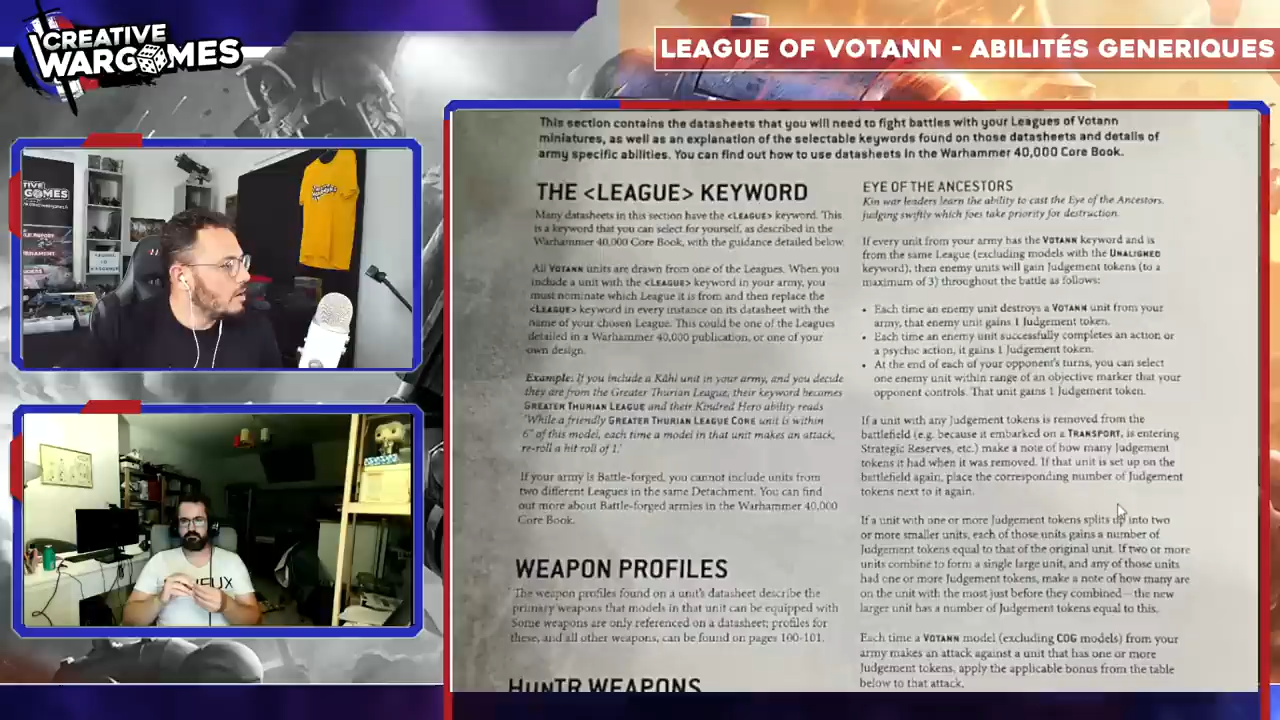 CREATIVE
WARGAMES
LEAGUE OF VOTANN - ABILITÉS GENERIQUES
This section contains the datasheets that you will need to fight battles with your Leagues of Votann
miniatures, as well as an explanation of the selectable keywords found on those datasheets and details of
army specific abilities. You can find out how to use datasheets in the Warhammer 40,000 Core Book.
THE <LEAGUE> KEYWORD
Many datasheets in this section have the <LEAGUE> keyword. This
is a keyword that you can select for yourself, as described in the
Warhammer 40,000 Core Book, with the guidance detailed below.
All VOTANN units are drawn from one of the Leagues. When you
include a unit with the <LEAGUE> keyword in your army, you
must nominate which League it is from and then replace the
<LEAGUE> keyword in every instance on its datasheet with the
name of your chosen League. This could be one of the Leagues
detailed in a Warhammer 40,000 publication, or one of your
own design.
Example: If you include a Kâhl unit in your army, and you decide
they are from the Greater Thurian League, their keyword becomes
GREATER THURIAN LEAGUE and their Kindred Hero ability reads
'While a friendly GREATER THURIAN LEAGUE CORE unit is within
6" of this model, each time a model in that unit makes an attack,
re-roll a hit roll of 1.'
If your army is Battle-forged, you cannot include units from
two different Leagues in the same Detachment. You can find
out more about Battle-forged armies in the Warhammer 40,000
Core Book.
WEAPON PROFILES
The weapon profiles found on a unit's datasheet describe the
primary weapons that models in that unit can be equipped with
Some weapons are only referenced on a datasheet; profiles for
these, and all other weapons, can be found on pages 100-101.
HUNTR WEAPONS
EYE OF THE ANCESTORS
Kin war leaders learn the ability to cast the Eye of the Ancestors,
judging swiftly which foes take priority for destruction.
If every unit from your army has the VOTANN keyword and is
from the same League (excluding models with the UNALIGNED
keyword), then enemy units will gain Judgement tokens (to a
maximum of 3) throughout the battle as follows:
• Each time an enemy unit destroys a VOTANN unit from your
army, that enemy unit gains 1 Judgement token.
• Each time an enemy unit successfully completes an action or
a psychic action, it gains 1 Judgement token.
• At the end of each of your opponent's turns, you can select
one enemy unit within range of an objective marker that your
opponent controls. That unit gains 1 Judgement token.
If a unit with any Judgement tokens is removed from the
battlefield (e.g. because it embarked on a TRANSPORT, is entering
Strategic Reserves, etc.) make a note of how many Judgement
tokens it had when it was removed. If that unit is set up on the
battlefield again, place the corresponding number of Judgement
tokens next to it again.
If a unit with one or more Judgement tokens splits up into two
or more smaller units, each of those units gains a number of
Judgement tokens equal to that of the original unit. If two or more
units combine to form a single large unit, and any of those units
had one or more Judgement tokens, make a note of how many are
on the unit with the most just before they combined – the new
larger unit has a number of Judgement tokens equal to this.
Each time a VOTANN model (excluding COG models) from your
army makes an attack against a unit that has one or more
Judgement tokens, apply the applicable bonus from the table
below to that attack.